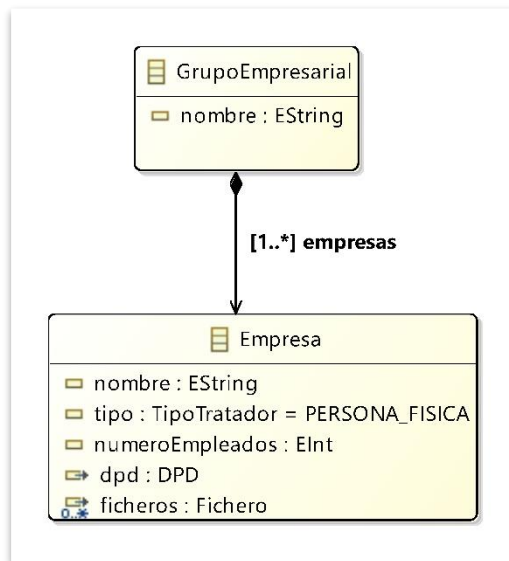 GrupoEmpresarial
nombre : EString
[1..*] empresas
Empresa
nombre : EString
tipo : TipoTratador = PERSONA_FISICA
numeroEmpleados : EInt
dpd : DPD
0..* ficheros : Fichero